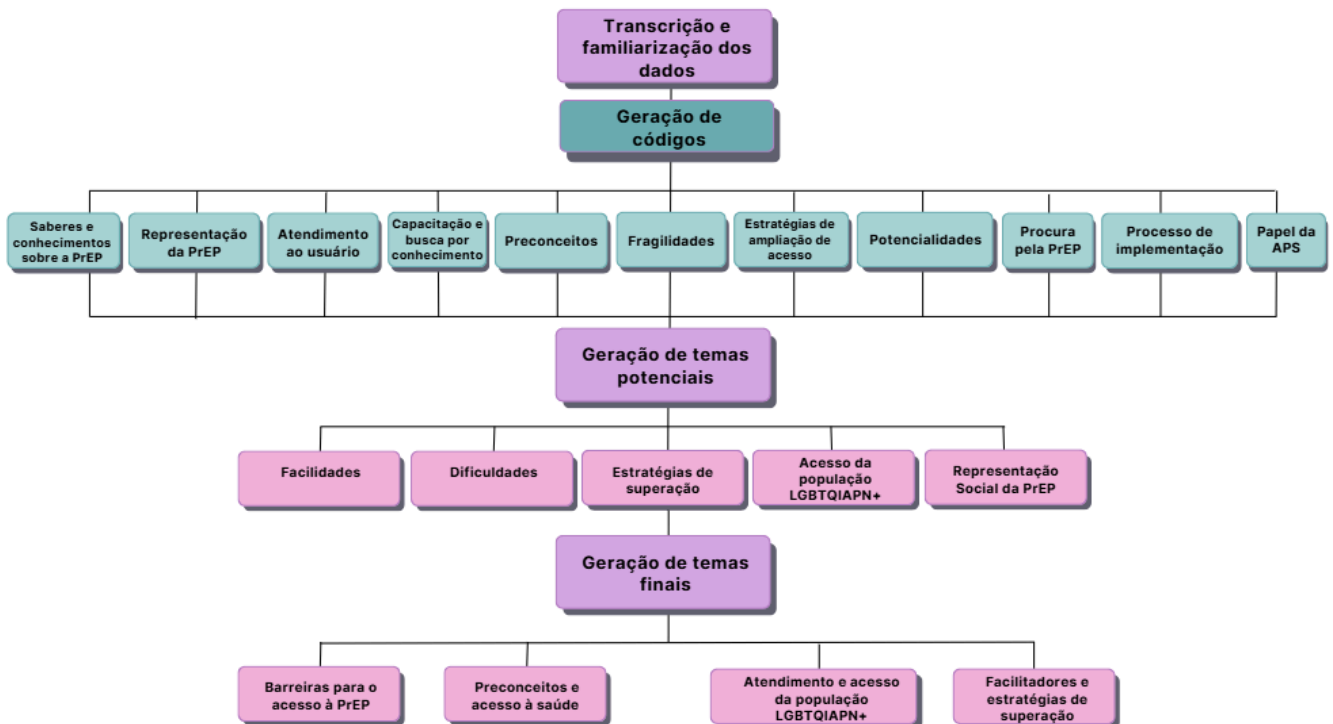 Transcrição e
familiarização dos
dados
Geração de
códigos
Saberes e
conhecimentos
sobre a PrEP
Representação
da PrEP
Atendimento
ao usuário
Capacitação e
busca por
conhecimento
Preconceitos
Fragilidades
Estratégias de
ampliação de
acesso
Potencialidades
Procura
pela PrEP
Processo de
implementação
Papel da
APS
Geração de temas
potenciais
Facilidades
Dificuldades
Estratégias de
superação
Acesso da
população
LGBTQIAPN+
Representação
Social da PrEP
Geração de temas
finais
Barreiras para o
acesso à PrEP
Preconceitos e
acesso à saúde
Atendimento e acesso
da população
LGBTQIAPN+
Facilitadores e
estratégias de
superação